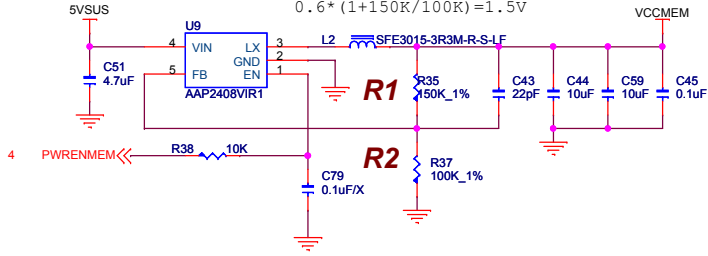 5VSUS
0.6*(1+150K/100K)=1.5V
VCCMEM
U9
4 VIN LX 3
L2 SFE3015-3R3M-R-S-LF
GND 2
5 FB EN 1
AAP2408VIR1
C51
4.7uF
R1
R35
150K_1%
C43
22pF
C44
10uF
C59
10uF
C45
0.1uF
4 PWRENMEM
R38 10K
R2
R37
100K_1%
C79
0.1uF/X